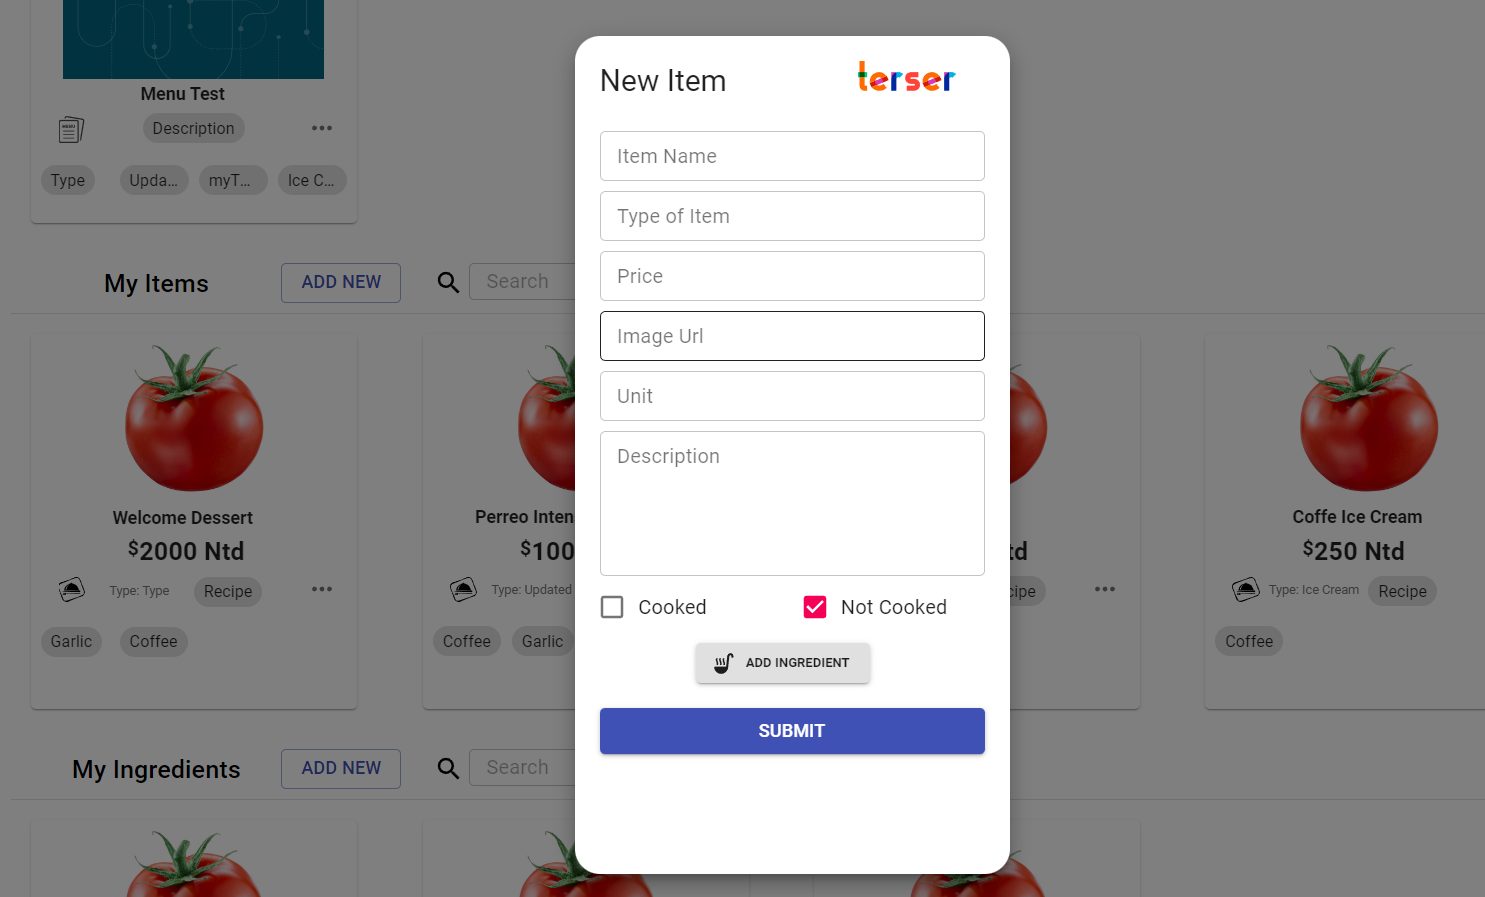 Menu Test
MENU
Description
Type
Upda...
myT...
Ice C...
My Items
ADD NEW
Search
Welcome Dessert
$2000 Ntd
Type: Type
Recipe
Garlic
Coffee
Perreo Inten
$100
Type: Updated
Coffee
Garlic
td
cipe
Coffe Ice Cream
$250 Ntd
Type: Ice Cream
Recipe
Coffee
My Ingredients
ADD NEW
Search
New Item
terser
Item Name
Type of Item
Price
Image Url
Unit
Description
Cooked
Not Cooked
ADD INGREDIENT
SUBMIT